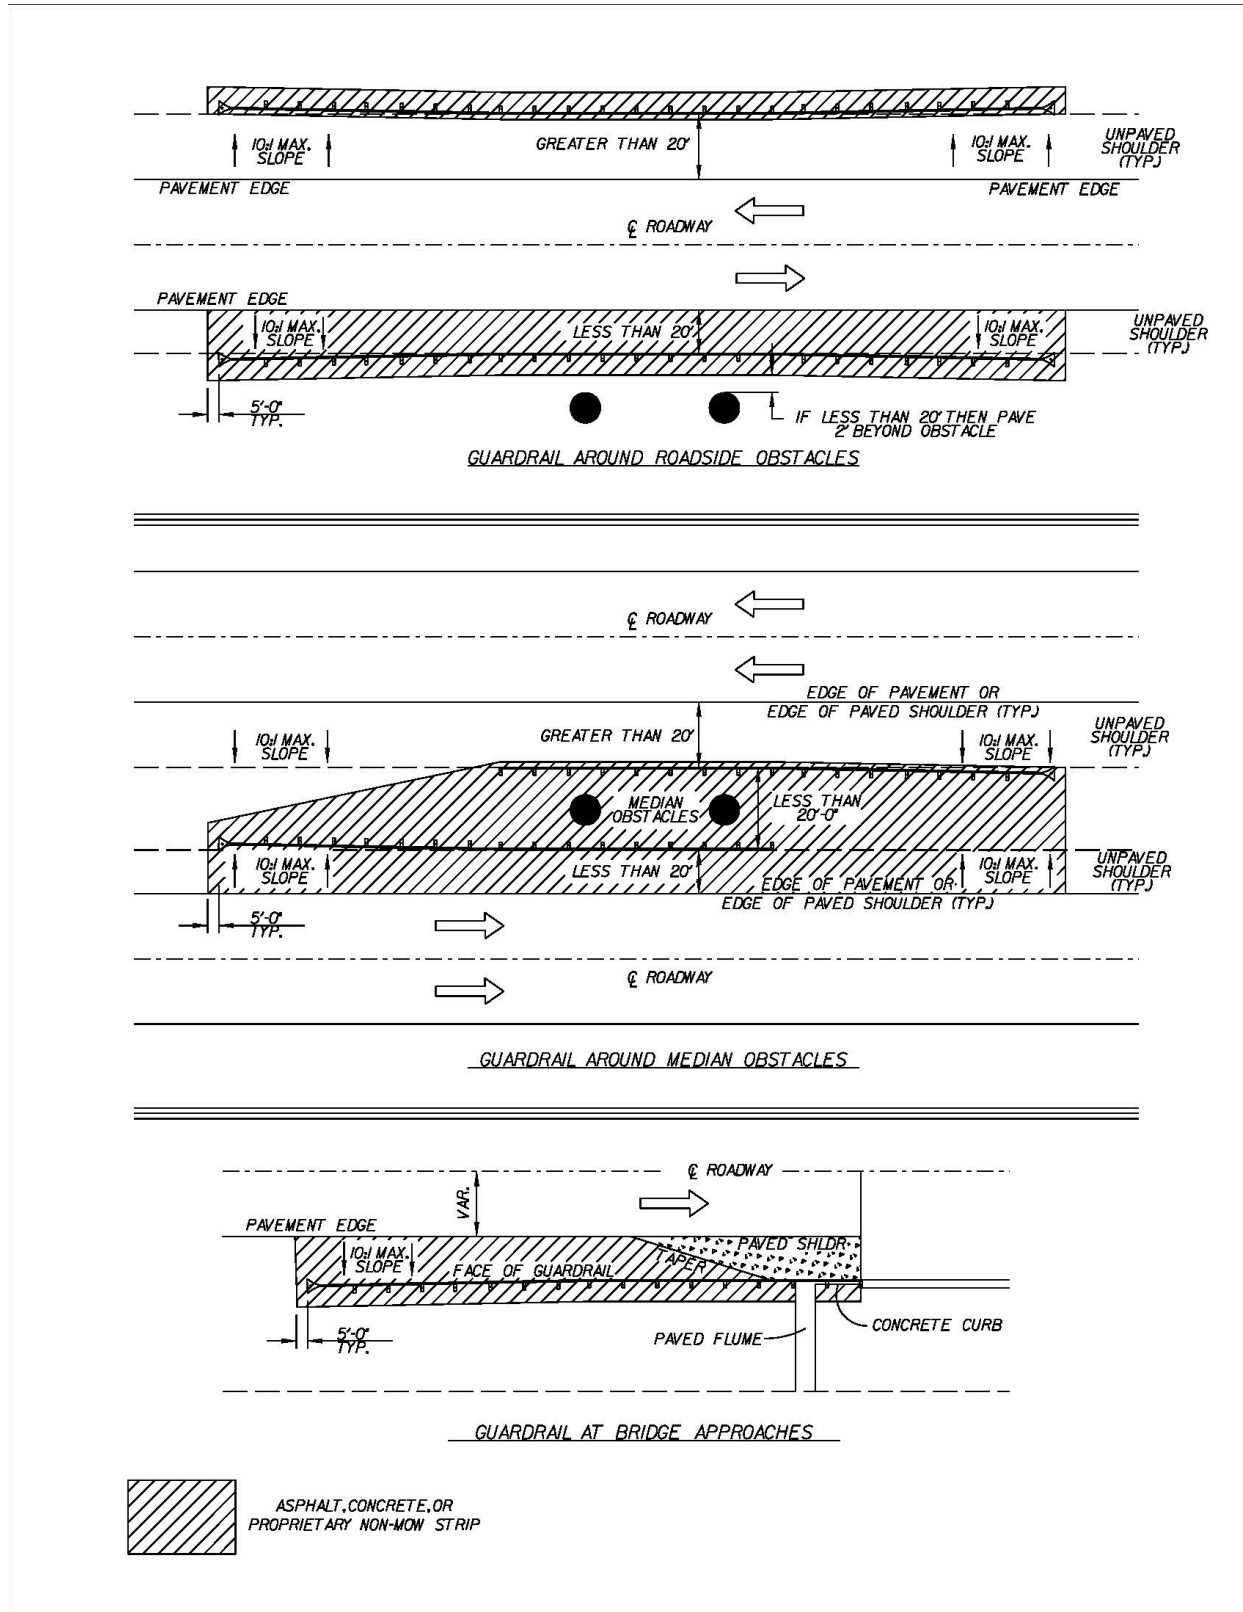 GREATER THAN 20'
10:1 MAX.
SLOPE
10:1 MAX.
SLOPE
UNPAVED
SHOULDER
(TYP.)
PAVEMENT EDGE
PAVEMENT EDGE
℄ ROADWAY
PAVEMENT EDGE
10:1 MAX.
SLOPE
LESS THAN 20'
10:1 MAX.
SLOPE
UNPAVED
SHOULDER
(TYP.)
5'-0"
TYP.
IF LESS THAN 20' THEN PAVE
2' BEYOND OBSTACLE
GUARDRAIL AROUND ROADSIDE OBSTACLES
℄ ROADWAY
EDGE OF PAVEMENT OR
EDGE OF PAVED SHOULDER (TYP.)
10:1 MAX.
SLOPE
GREATER THAN 20'
10:1 MAX.
SLOPE
UNPAVED
SHOULDER
(TYP.)
MEDIAN
OBSTACLES
LESS THAN
20'-0"
10:1 MAX.
SLOPE
LESS THAN 20'
10:1 MAX.
SLOPE
UNPAVED
SHOULDER
(TYP.)
EDGE OF PAVEMENT OR
EDGE OF PAVED SHOULDER (TYP.)
5'-0"
TYP.
℄ ROADWAY
GUARDRAIL AROUND MEDIAN OBSTACLES
℄ ROADWAY
VAR.
PAVEMENT EDGE
10:1 MAX.
SLOPE
FACE OF GUARDRAIL
TAPER
PAVED SHLDR.
5'-0"
TYP.
PAVED FLUME
CONCRETE CURB
GUARDRAIL AT BRIDGE APPROACHES
ASPHALT, CONCRETE, OR
PROPRIETARY NON-MOW STRIP